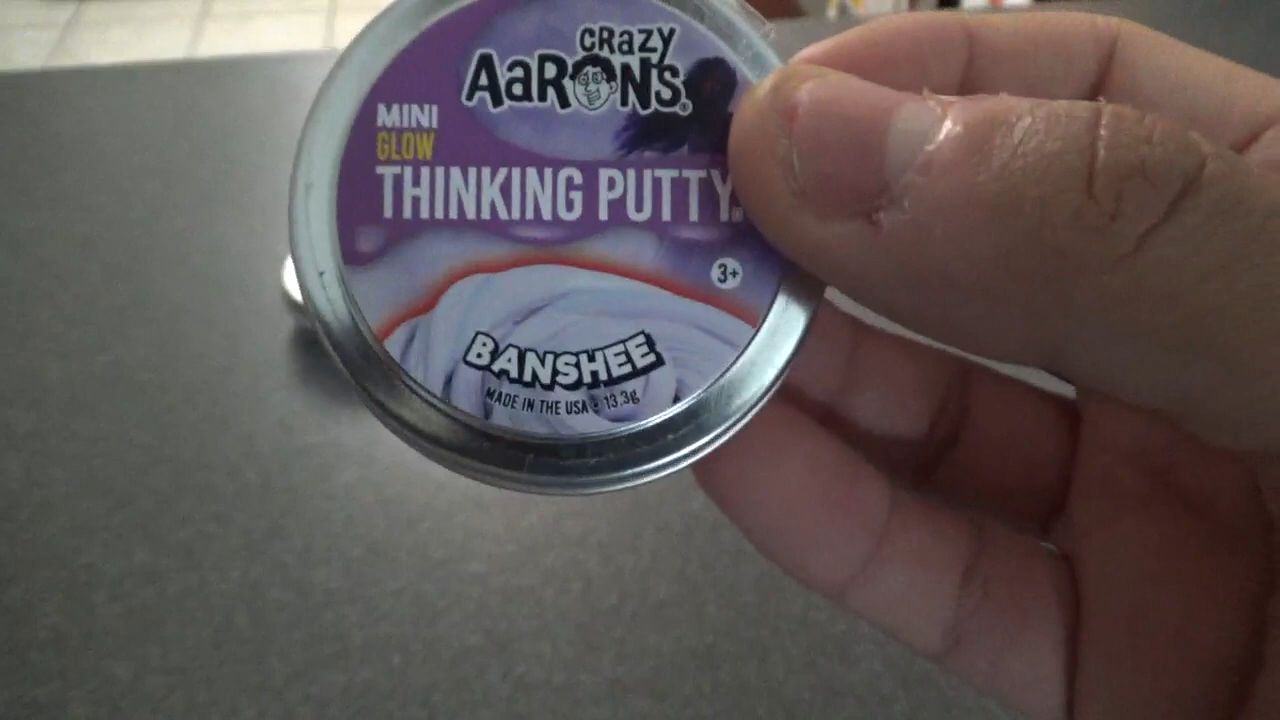 CRAZY
AARONS®
MINI
GLOW
THINKING PUTTY
3+
BANSHEE
MADE IN THE USA • 13.3g